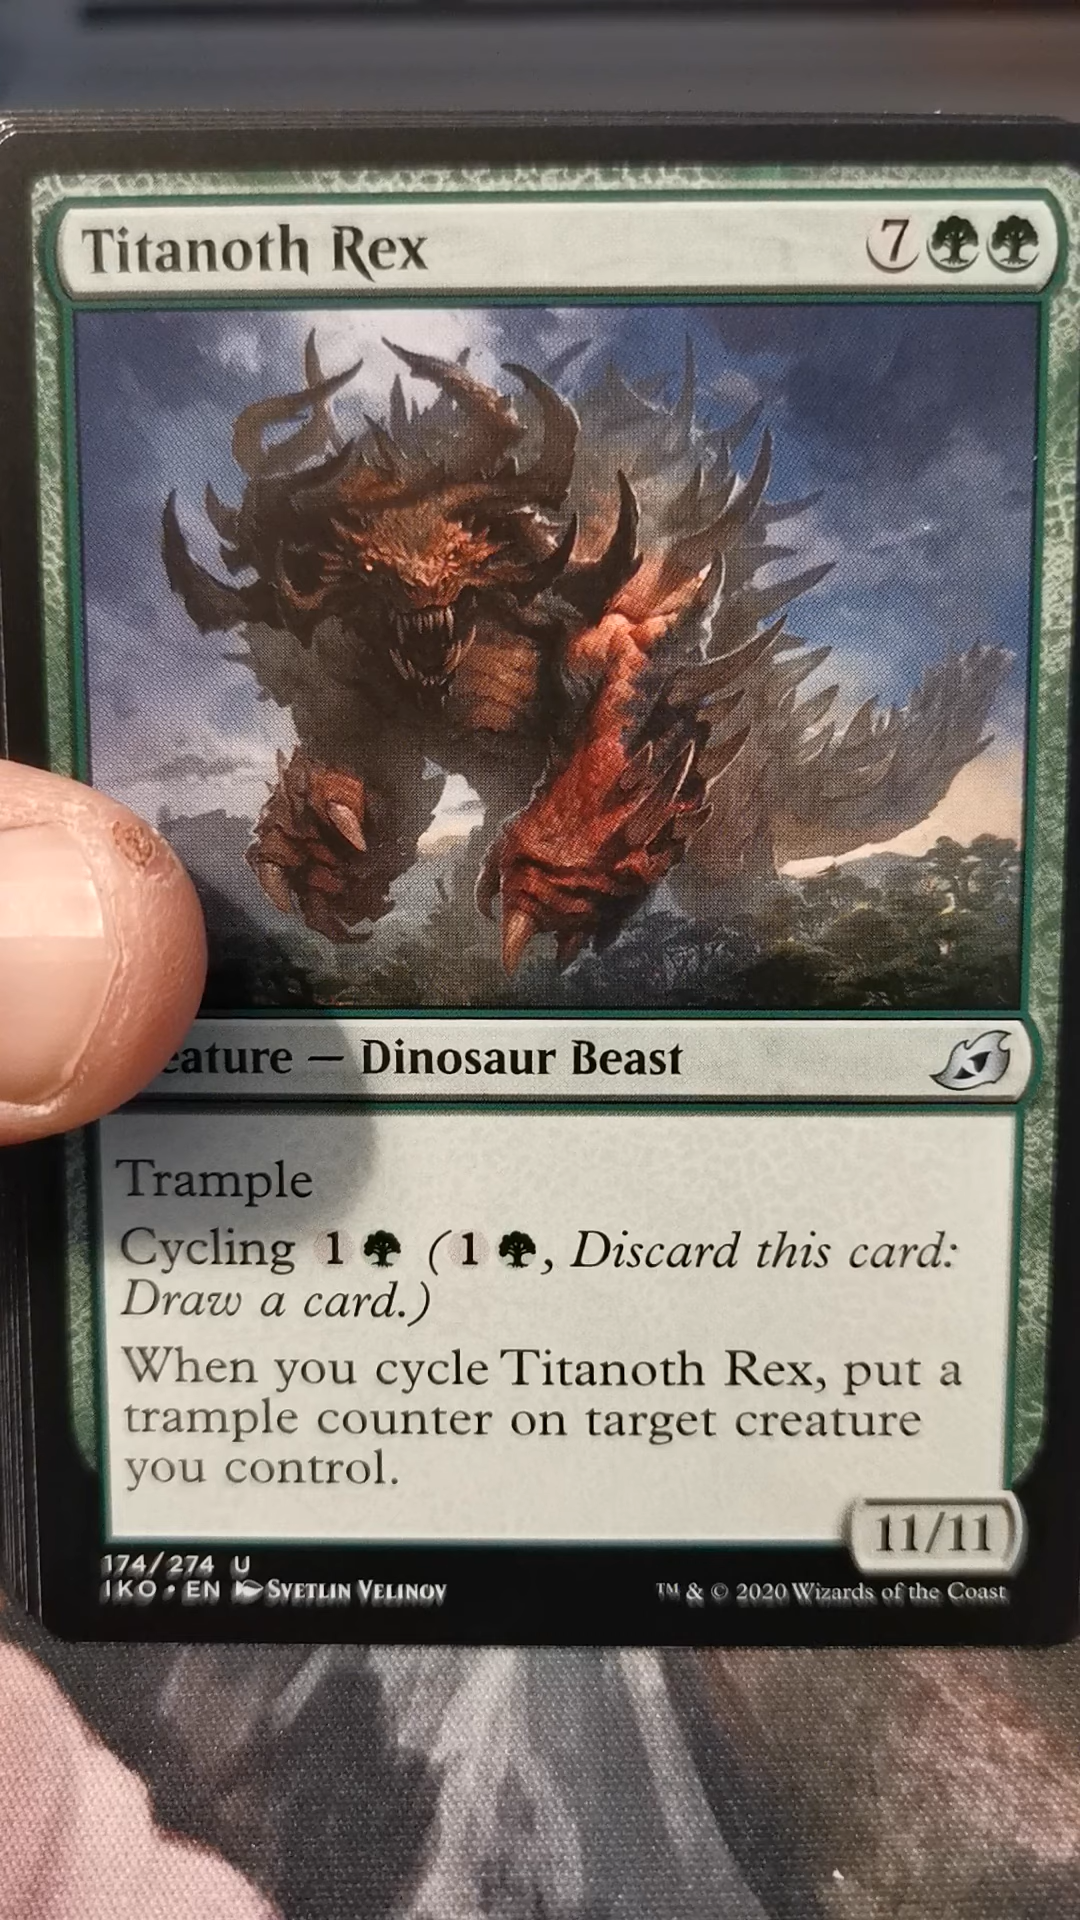 Titanoth Rex 7
eature — Dinosaur Beast
Trample
Cycling 1 (1, Discard this card:
Draw a card.)
When you cycle Titanoth Rex, put a
trample counter on target creature
you control.
11/11
174/274 U
IKO • EN SVETLIN VELINOV
™ & © 2020 Wizards of the Coast